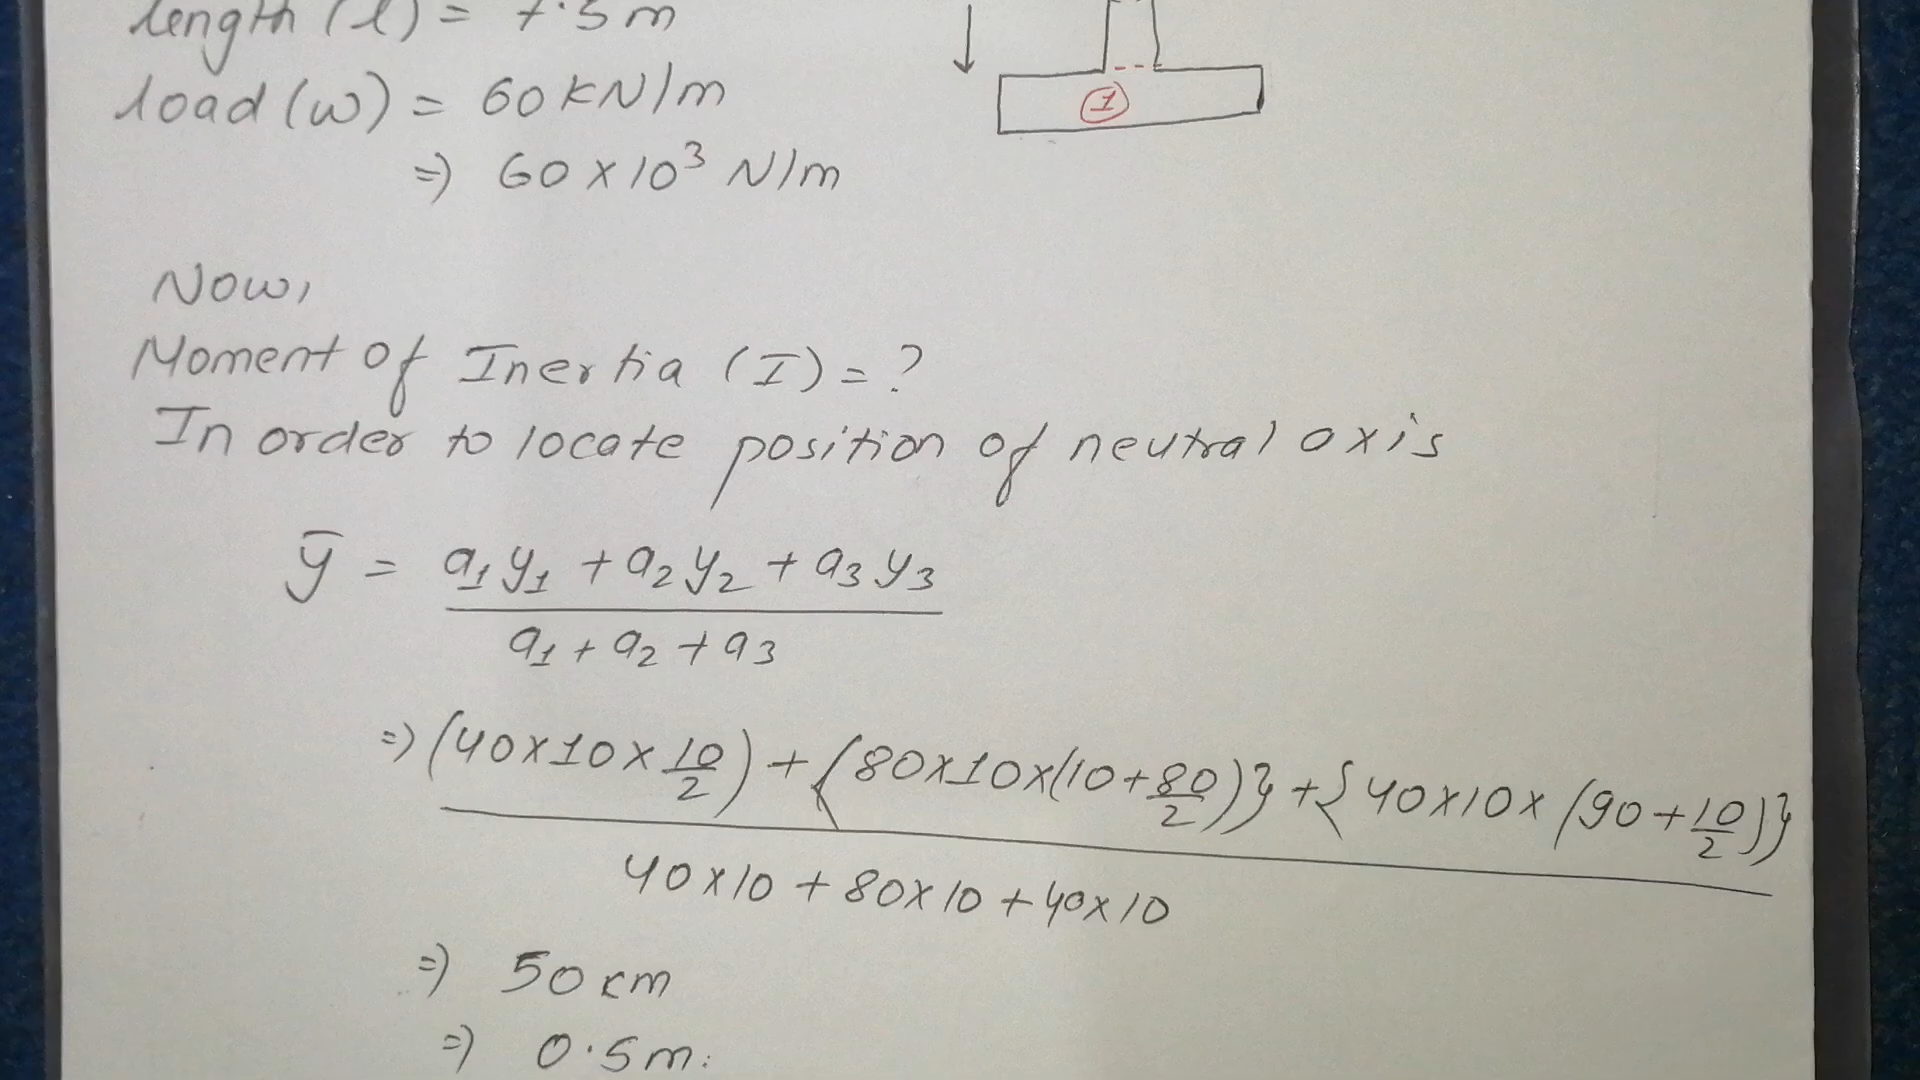 length (l) = 7.5m
load (w) = 60 KN/m
=> 60 × 10³ N/m
1
Now,
Moment of Inertia (I) = ?
In order to locate position of neutral axis
ȳ = a₁y₁ + a₂y₂ + a₃y₃
a₁ + a₂ + a₃
=> (40×10×10/2) + {80×10×(10+80/2)} + {40×10×(90+10/2)}
40×10 + 80×10 + 40×10
=> 50 cm
=> 0.5m.